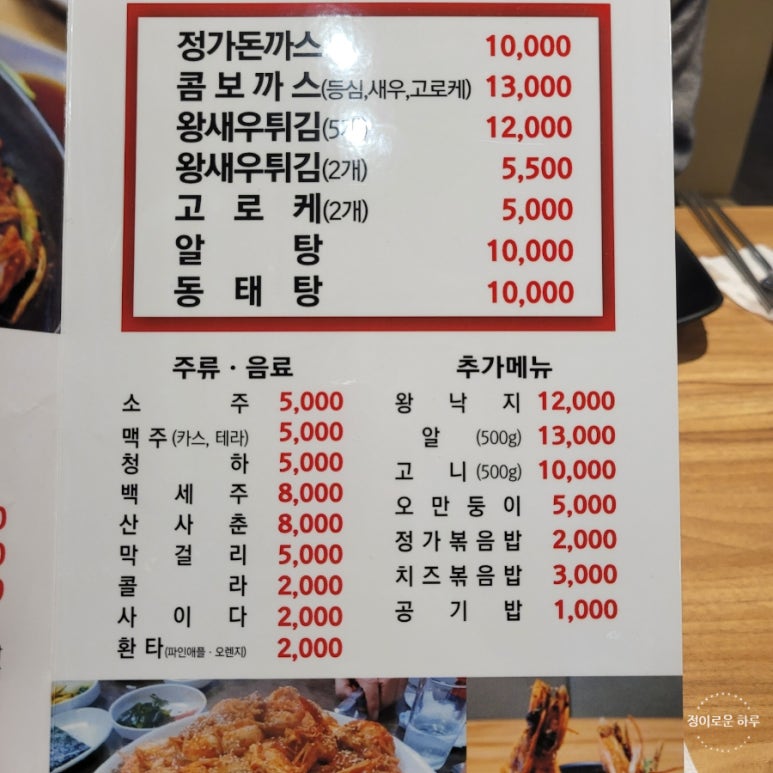 정가돈까스 10,000
콤보까스(등심,새우,고로케) 13,000
왕새우튀김(5개) 12,000
왕새우튀김(2개) 5,500
고로케(2개) 5,000
알탕 10,000
동태탕 10,000
주류 · 음료
소주 5,000
맥주(카스, 테라) 5,000
청하 5,000
백세주 8,000
산사춘 8,000
막걸리 5,000
콜라 2,000
사이다 2,000
환타(파인애플 · 오렌지) 2,000
추가메뉴
왕낙지 12,000
알 (500g) 13,000
고니(500g) 10,000
오만둥이 5,000
정가볶음밥 2,000
치즈볶음밥 3,000
공기밥 1,000
정이로운 하루